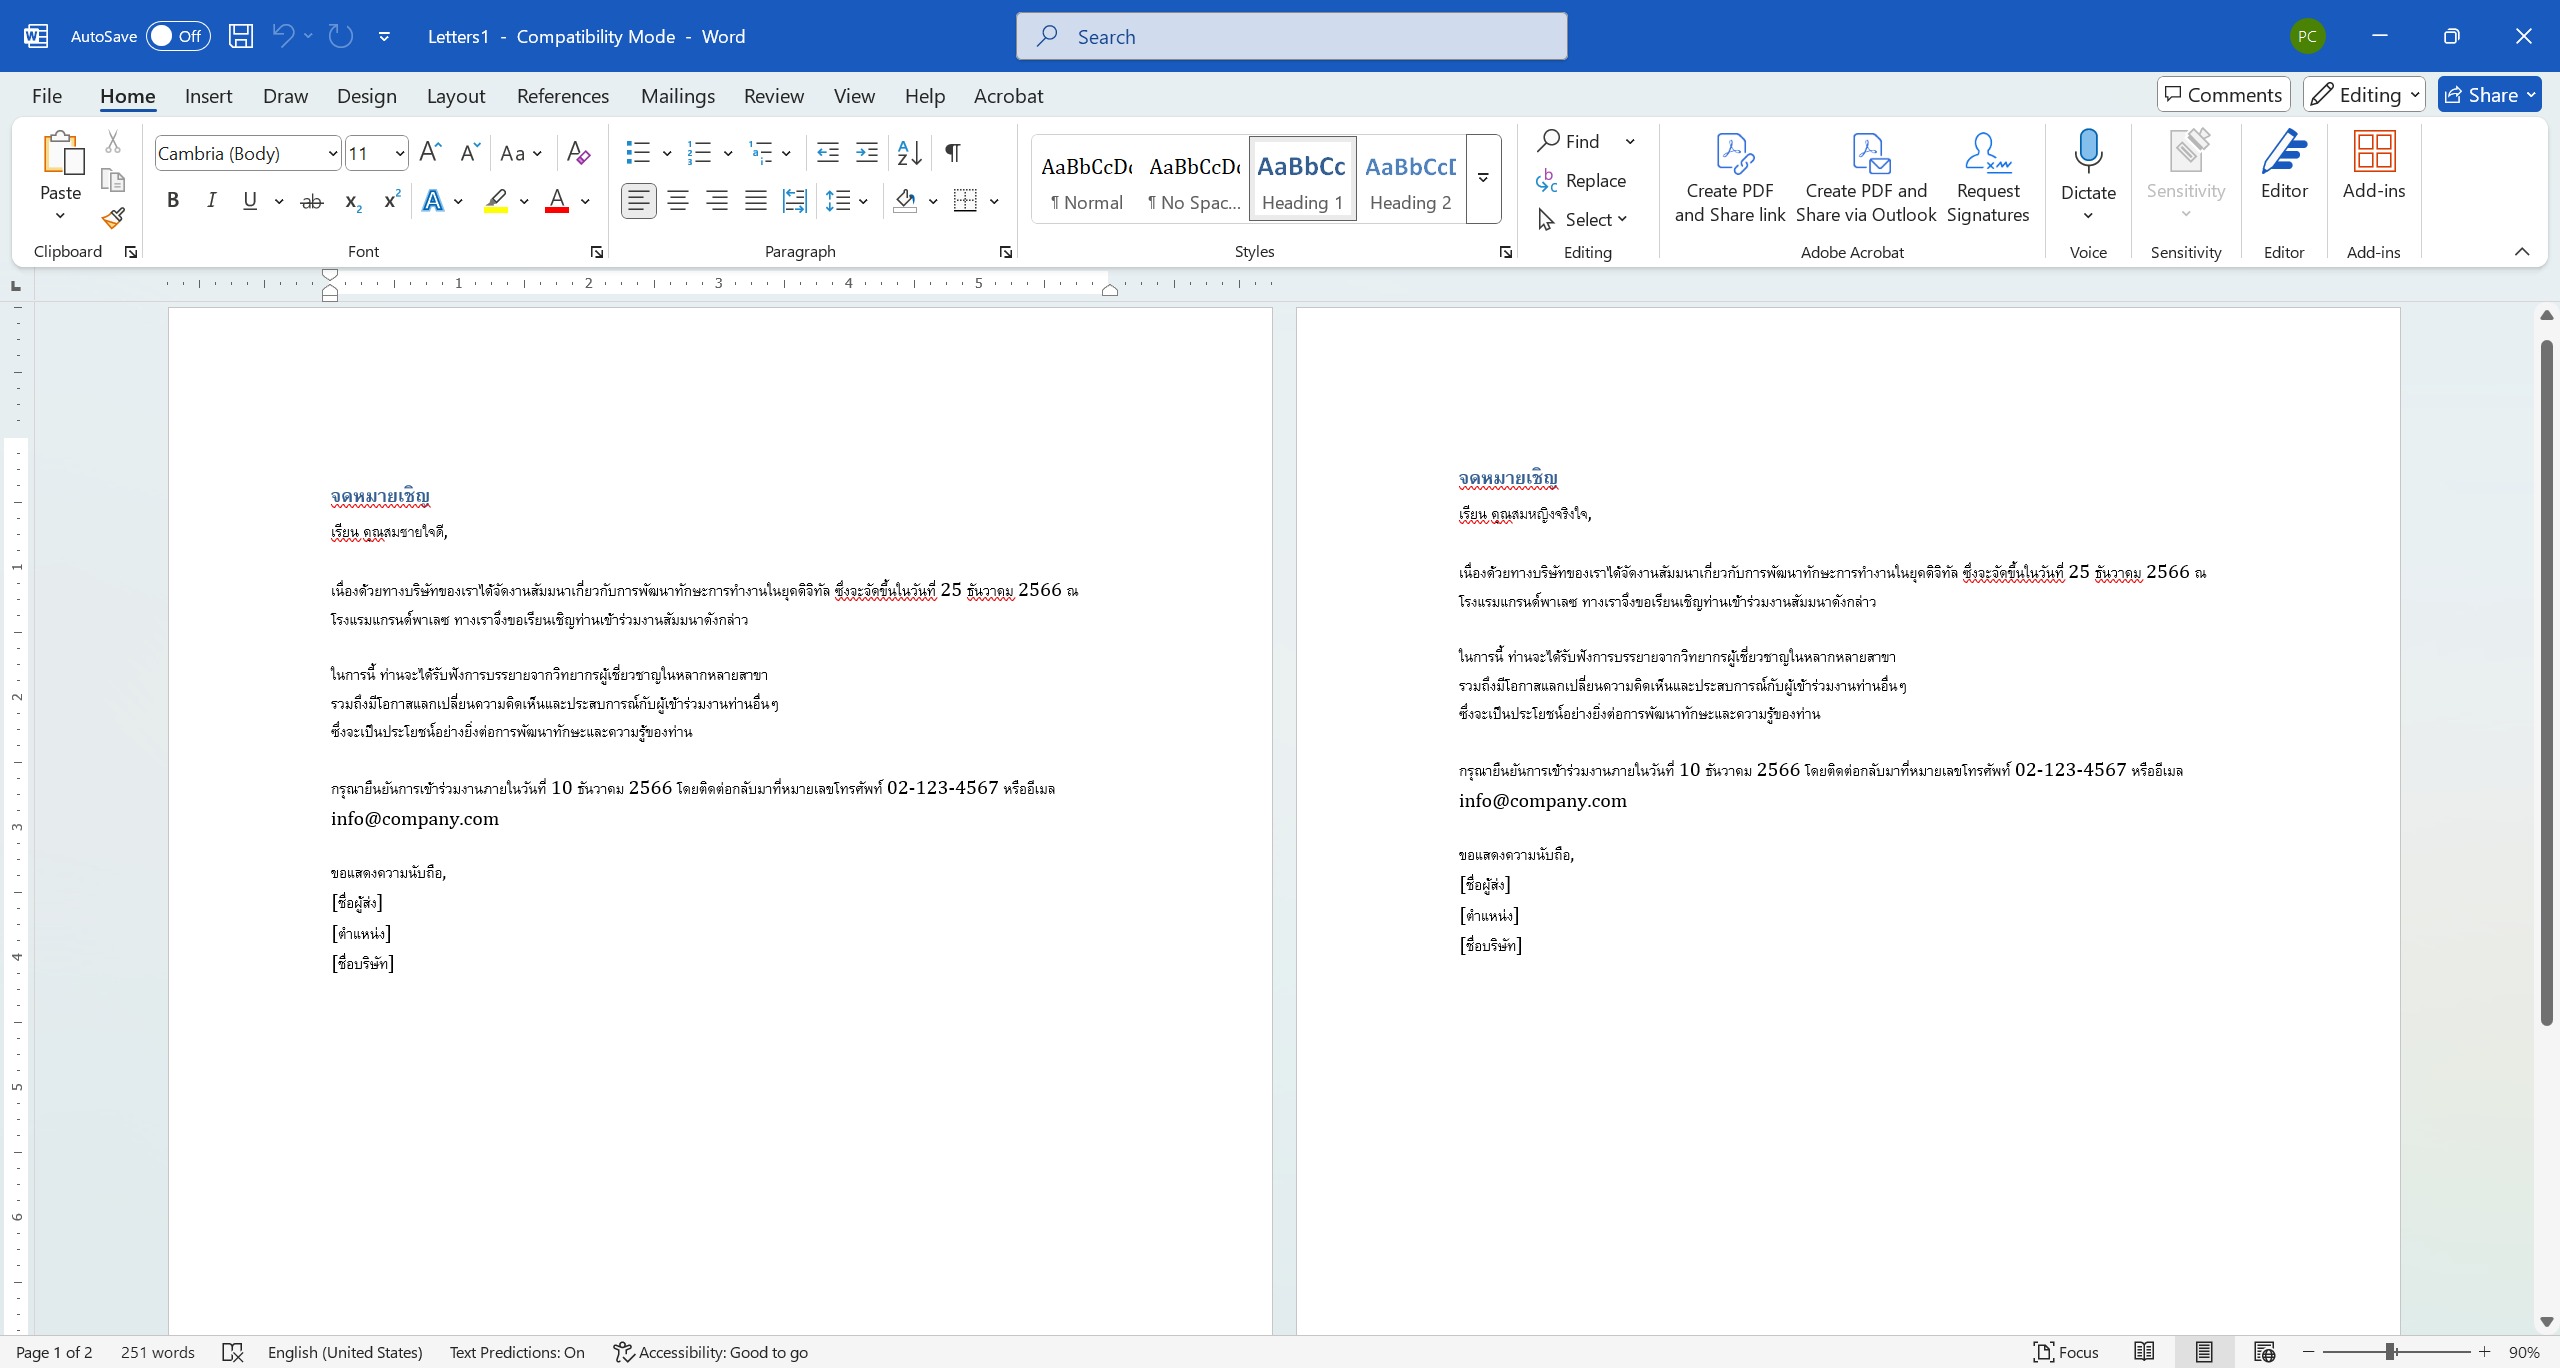 AutoSave Off Letters1 - Compatibility Mode - Word Search PC
File Home Insert Draw Design Layout References Mailings Review View Help Acrobat Comments Editing Share
Paste
Clipboard
Cambria (Body) 11
Font
Paragraph
AaBbCcDc AaBbCcDc AaBbCc AaBbCcD
¶ Normal ¶ No Spac... Heading 1 Heading 2
Styles
Find
Replace
Select
Editing
Create PDF and Share link
Create PDF and Share via Outlook
Request Signatures
Adobe Acrobat
Dictate
Voice
Sensitivity
Sensitivity
Editor
Editor
Add-ins
Add-ins
1 2 3 4 5
จดหมายเชิญ
เรียน คุณสมชายใจดี,
เนื่องด้วยทางบริษัทของเราได้จัดงานสัมมนาเกี่ยวกับการพัฒนาทักษะการทำงานในยุคดิจิทัล ซึ่งจะจัดขึ้นในวันที่ 25 ธันวาคม 2566 ณ
โรงแรมแกรนด์พาเลซ ทางเราจึงขอเรียนเชิญท่านเข้าร่วมงานสัมมนาดังกล่าว
ในการนี้ ท่านจะได้รับฟังการบรรยายจากวิทยากรผู้เชี่ยวชาญในหลากหลายสาขา
รวมถึงมีโอกาสแลกเปลี่ยนความคิดเห็นและประสบการณ์กับผู้เข้าร่วมงานท่านอื่นๆ
ซึ่งจะเป็นประโยชน์อย่างยิ่งต่อการพัฒนาทักษะและความรู้ของท่าน
กรุณายืนยันการเข้าร่วมงานภายในวันที่ 10 ธันวาคม 2566 โดยติดต่อกลับมาที่หมายเลขโทรศัพท์ 02-123-4567 หรืออีเมล
info@company.com
ขอแสดงความนับถือ,
[ชื่อผู้ส่ง]
[ตำแหน่ง]
[ชื่อบริษัท]
จดหมายเชิญ
เรียน คุณสมหญิงจริงใจ,
เนื่องด้วยทางบริษัทของเราได้จัดงานสัมมนาเกี่ยวกับการพัฒนาทักษะการทำงานในยุคดิจิทัล ซึ่งจะจัดขึ้นในวันที่ 25 ธันวาคม 2566 ณ
โรงแรมแกรนด์พาเลซ ทางเราจึงขอเรียนเชิญท่านเข้าร่วมงานสัมมนาดังกล่าว
ในการนี้ ท่านจะได้รับฟังการบรรยายจากวิทยากรผู้เชี่ยวชาญในหลากหลายสาขา
รวมถึงมีโอกาสแลกเปลี่ยนความคิดเห็นและประสบการณ์กับผู้เข้าร่วมงานท่านอื่นๆ
ซึ่งจะเป็นประโยชน์อย่างยิ่งต่อการพัฒนาทักษะและความรู้ของท่าน
กรุณายืนยันการเข้าร่วมงานภายในวันที่ 10 ธันวาคม 2566 โดยติดต่อกลับมาที่หมายเลขโทรศัพท์ 02-123-4567 หรืออีเมล
info@company.com
ขอแสดงความนับถือ,
[ชื่อผู้ส่ง]
[ตำแหน่ง]
[ชื่อบริษัท]
1
2
3
4
5
6
Page 1 of 2 251 words English (United States) Text Predictions: On Accessibility: Good to go Focus 90%